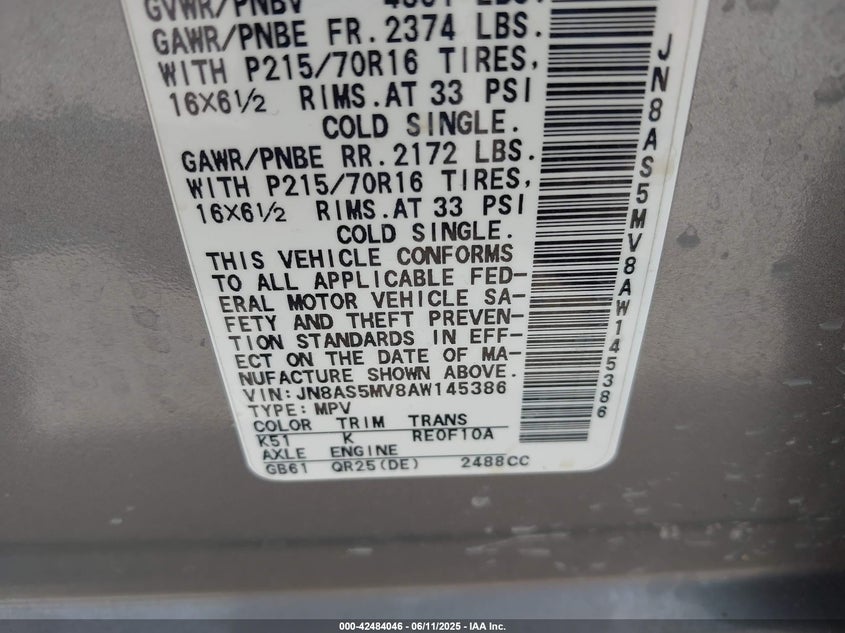 GVWR/PNBV
GAWR/PNBE FR. 2374 LBS.
WITH P215/70R16 TIRES,
16X6½ RIMS. AT 33 PSI
COLD SINGLE.
GAWR/PNBE RR. 2172 LBS.
WITH P215/70R16 TIRES,
16X6½ RIMS. AT 33 PSI
COLD SINGLE.
THIS VEHICLE CONFORMS
TO ALL APPLICABLE FED-
ERAL MOTOR VEHICLE SA-
FETY AND THEFT PREVEN-
TION STANDARDS IN EFF-
ECT ON THE DATE OF MA-
NUFACTURE SHOWN ABOVE.
VIN: JN8AS5MV8AW145386
TYPE: MPV
COLOR TRIM TRANS
K51 K RE0F10A
AXLE ENGINE
GB61 QR25(DE) 2488CC
JN8AS5MV8AW145386
000-42484046 - 06/11/2025 - IAA Inc.